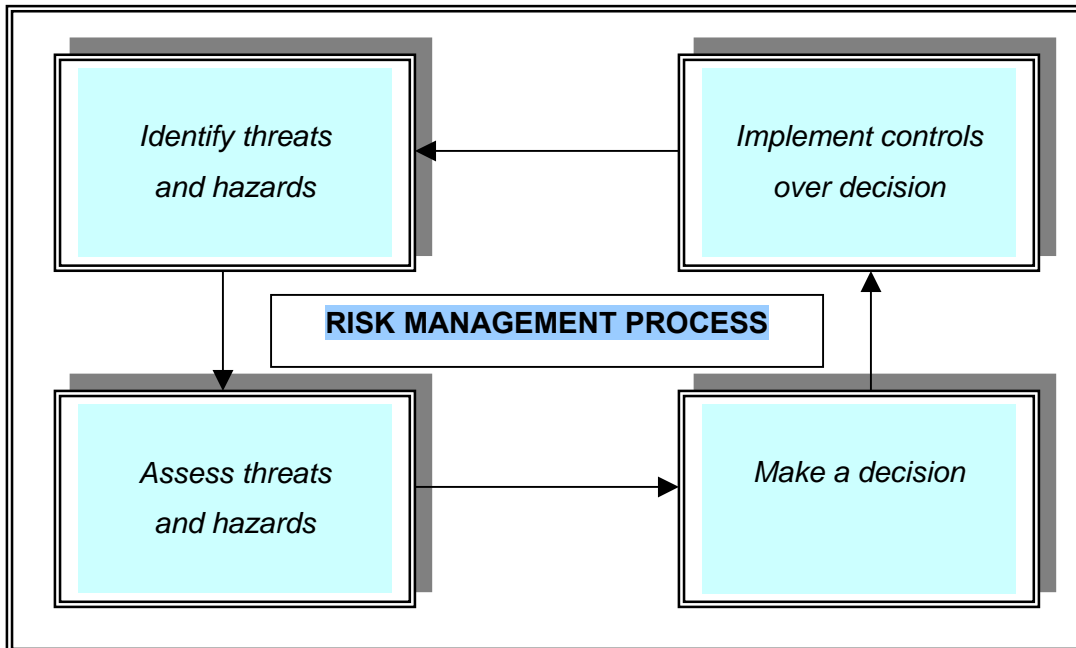 Identify threats
and hazards
Implement controls
over decision
RISK MANAGEMENT PROCESS
Assess threats
and hazards
Make a decision